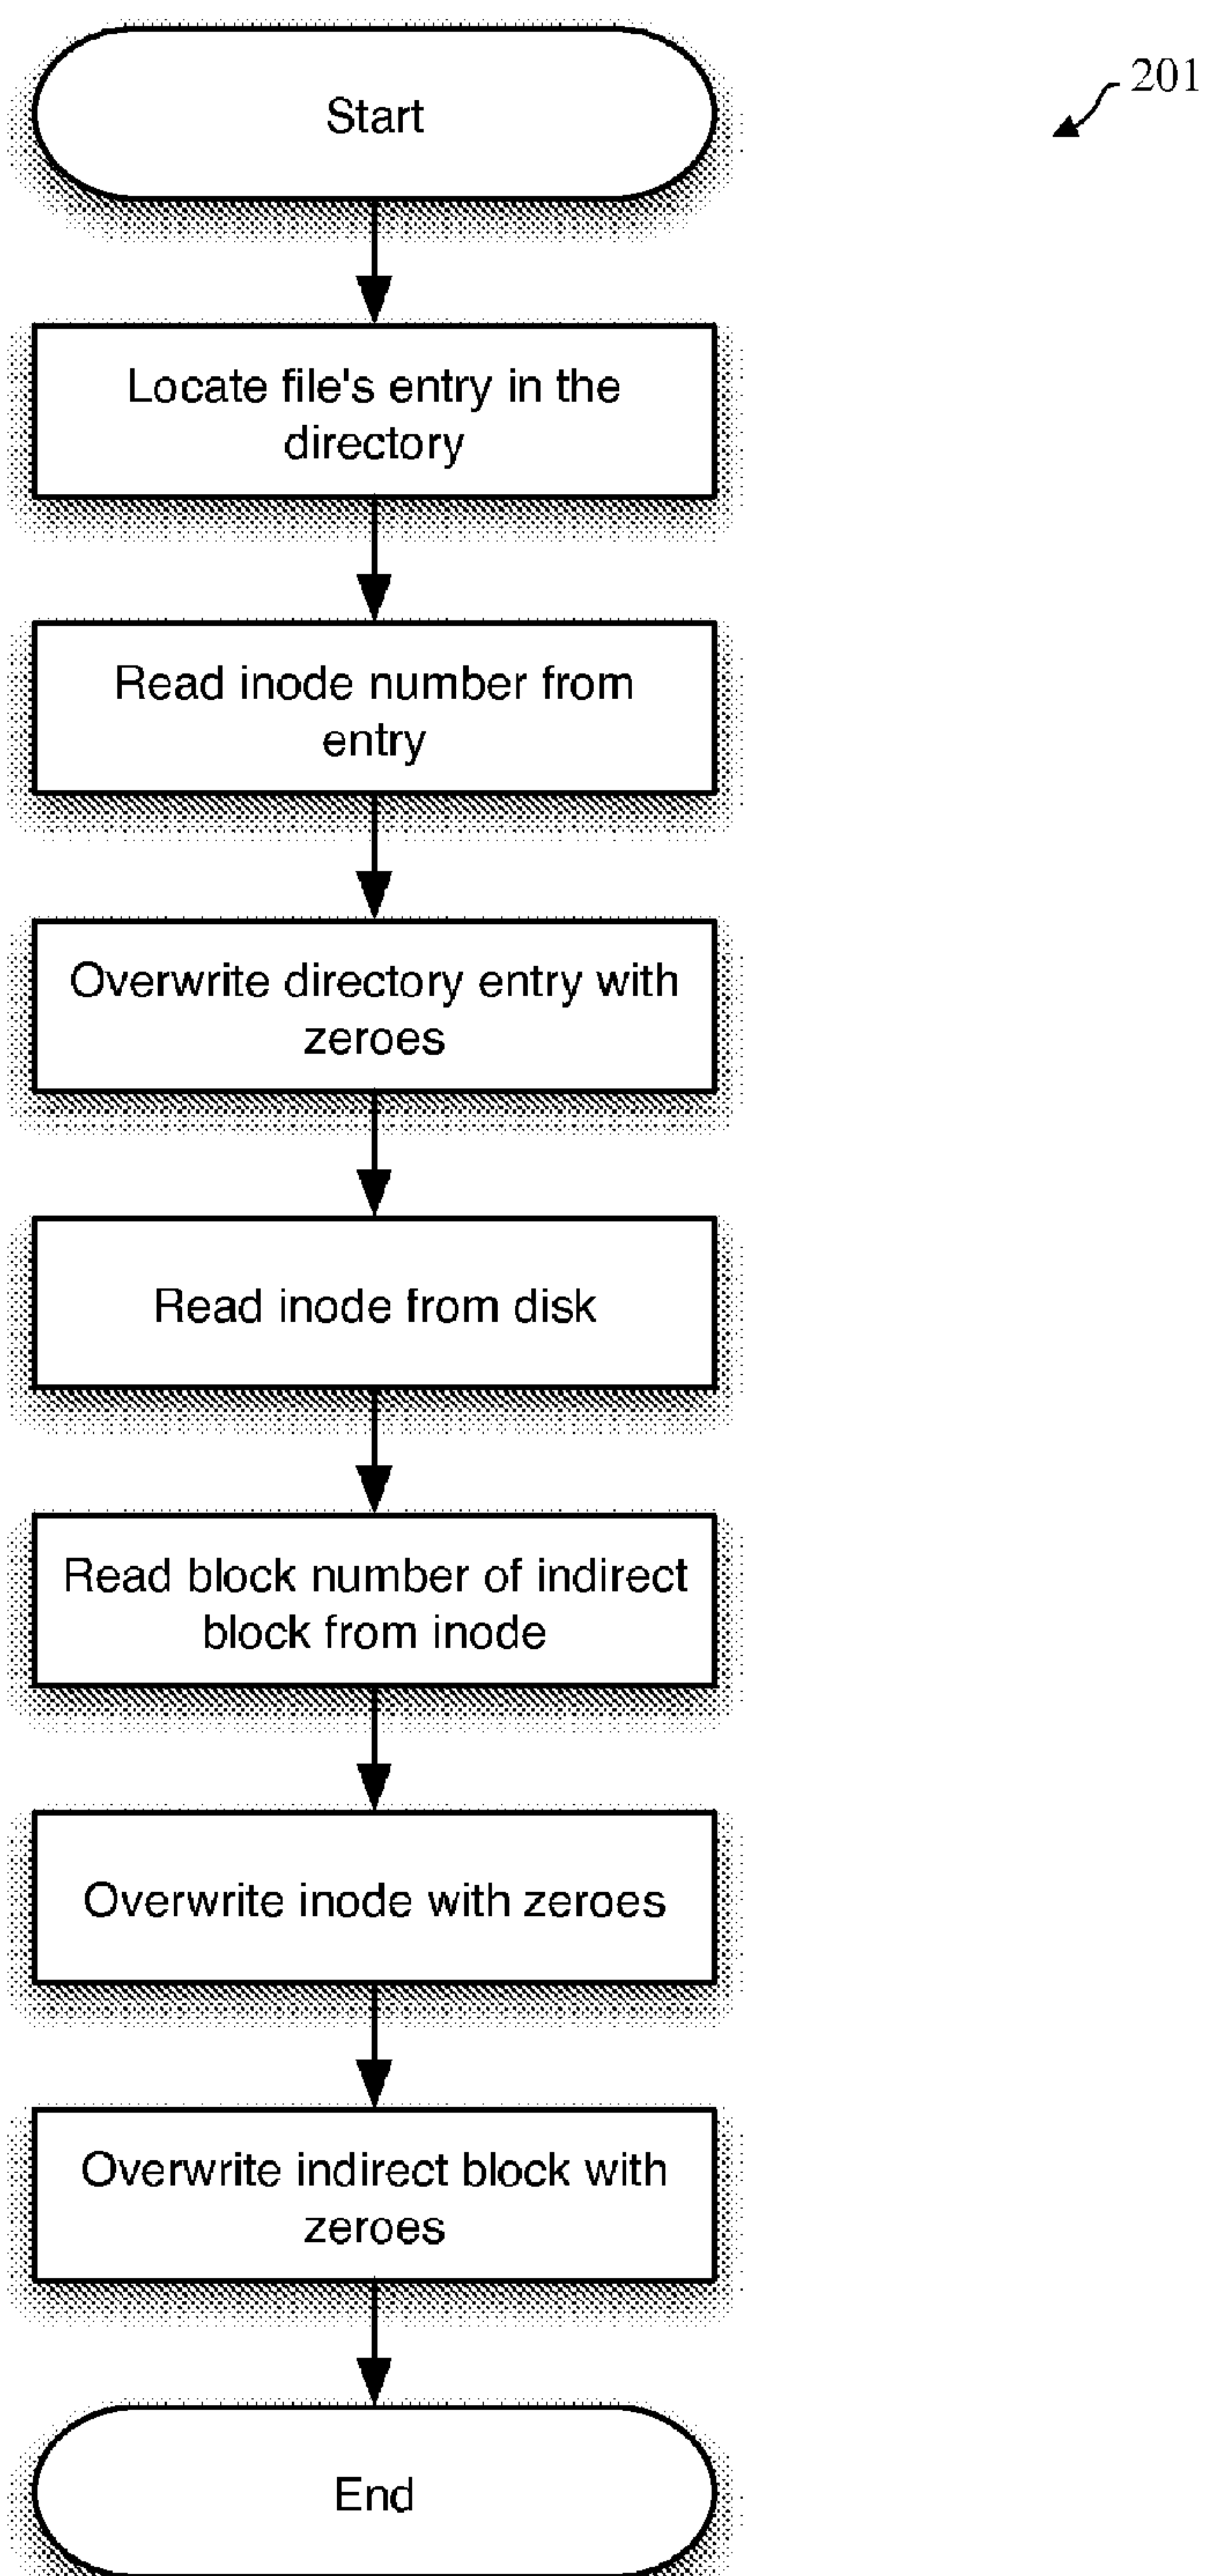 Start
201
Locate file's entry in the
directory
Read inode number from
entry
Overwrite directory entry with
zeroes
Read inode from disk
Read block number of indirect
block from inode
Overwrite inode with zeroes
Overwrite indirect block with
zeroes
End